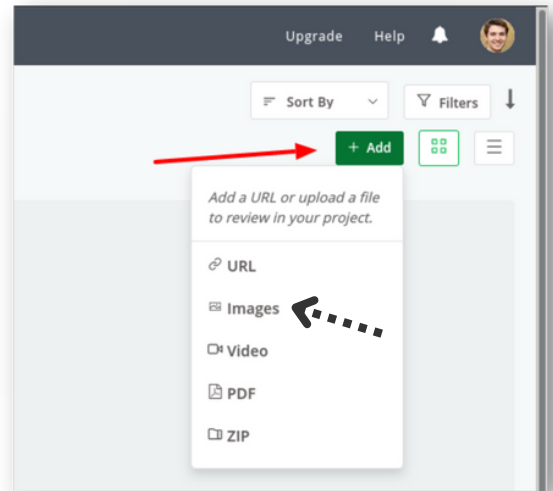 Upgrade Help
Sort By Filters
+ Add
Add a URL or upload a file
to review in your project.
URL
Images
Video
PDF
ZIP